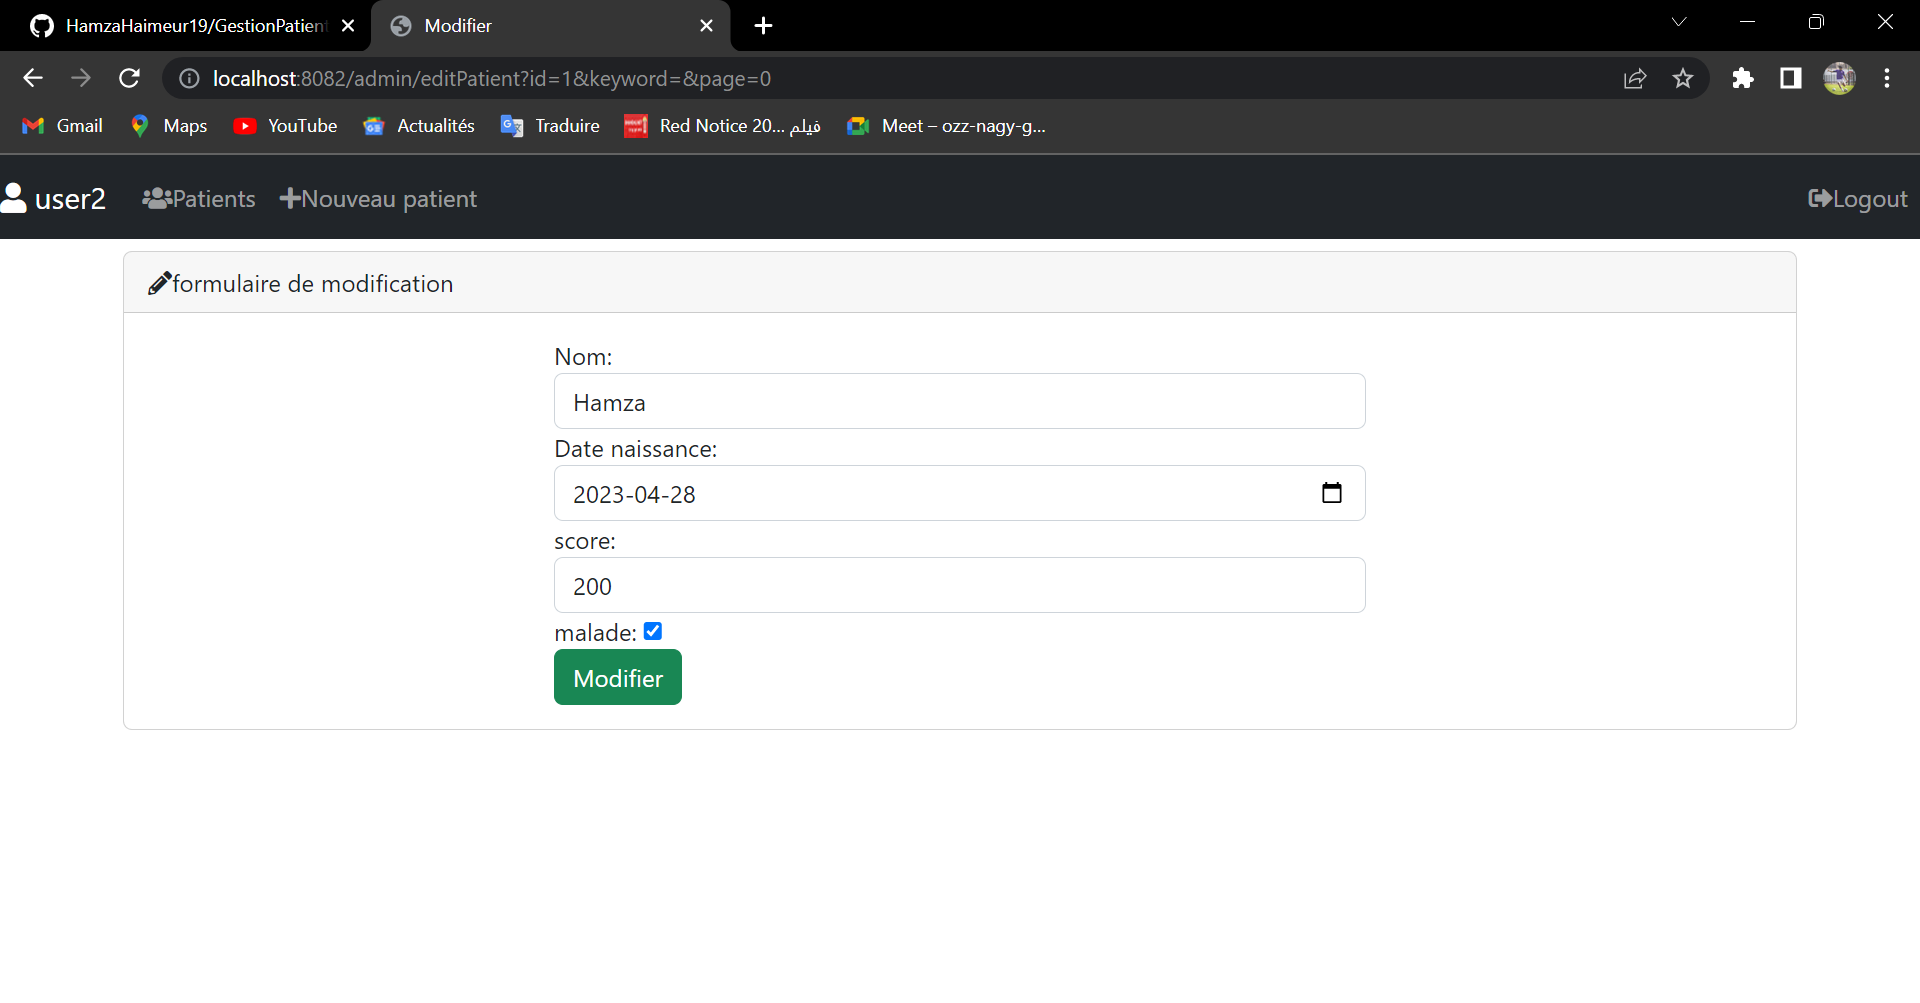 HamzaHaimeur19/GestionPatient
Modifier
localhost:8082/admin/editPatient?id=1&keyword=&page=0
Gmail
Maps
YouTube
Actualités
Traduire
Red Notice 20... فيلم
Meet – ozz-nagy-g...
user2
Patients
Nouveau patient
Logout
formulaire de modification
Nom:
Hamza
Date naissance:
2023-04-28
score:
200
malade:
Modifier